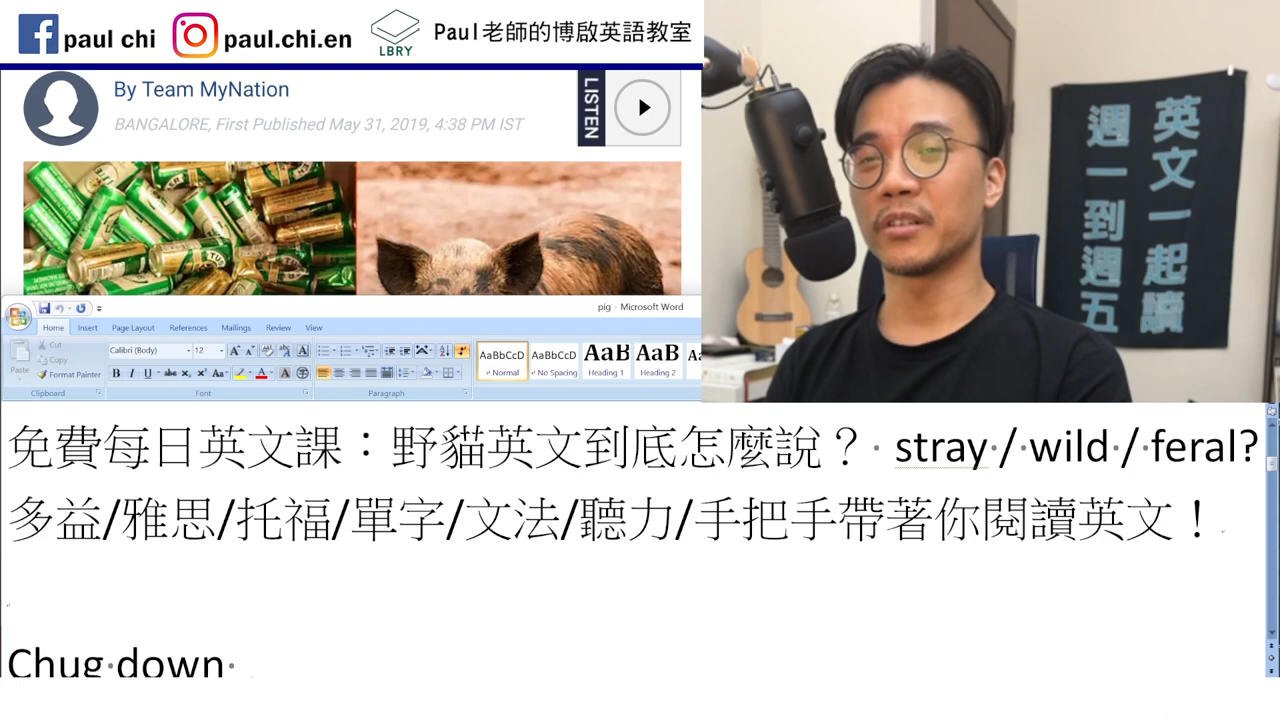 paul chi
paul.chi.en
LBRY
Paul老師的博啟英語教室
By Team MyNation
BANGALORE, First Published May 31, 2019, 4:38 PM IST
LISTEN
英文一起讀
週一到週五
pig - Microsoft Word
Home Insert Page Layout References Mailings Review View
Cut
Copy
Format Painter
Paste
Clipboard
Calibri (Body) 12
Font
Paragraph
AaBbCcD AaBbCcD AaBb AaBb
Normal No Spacing Heading 1 Heading 2
免費每日英文課：野貓英文到底怎麼說？ stray / wild / feral?
多益/雅思/托福/單字/文法/聽力/手把手帶著你閱讀英文！
Chug down